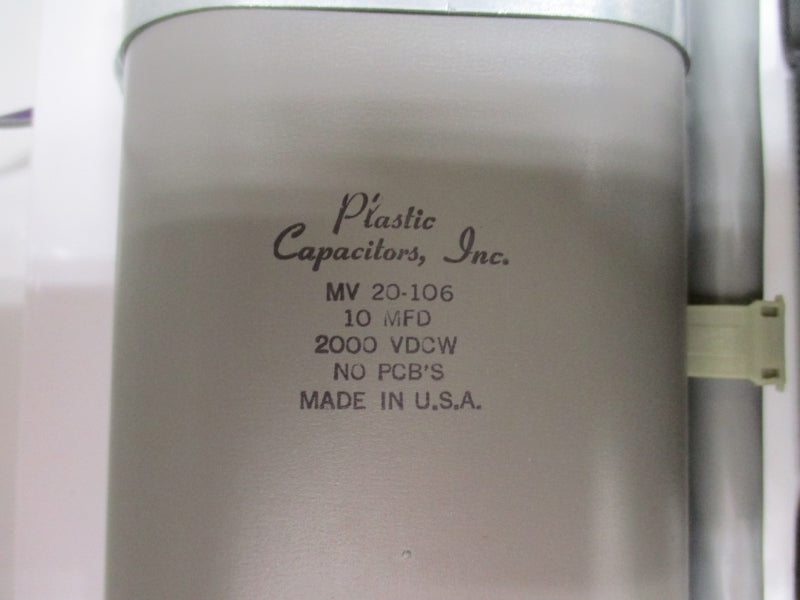 Plastic
Capacitors, Inc.
MV 20-106
10 MFD
2000 VDCW
NO PCB'S
MADE IN U.S.A.